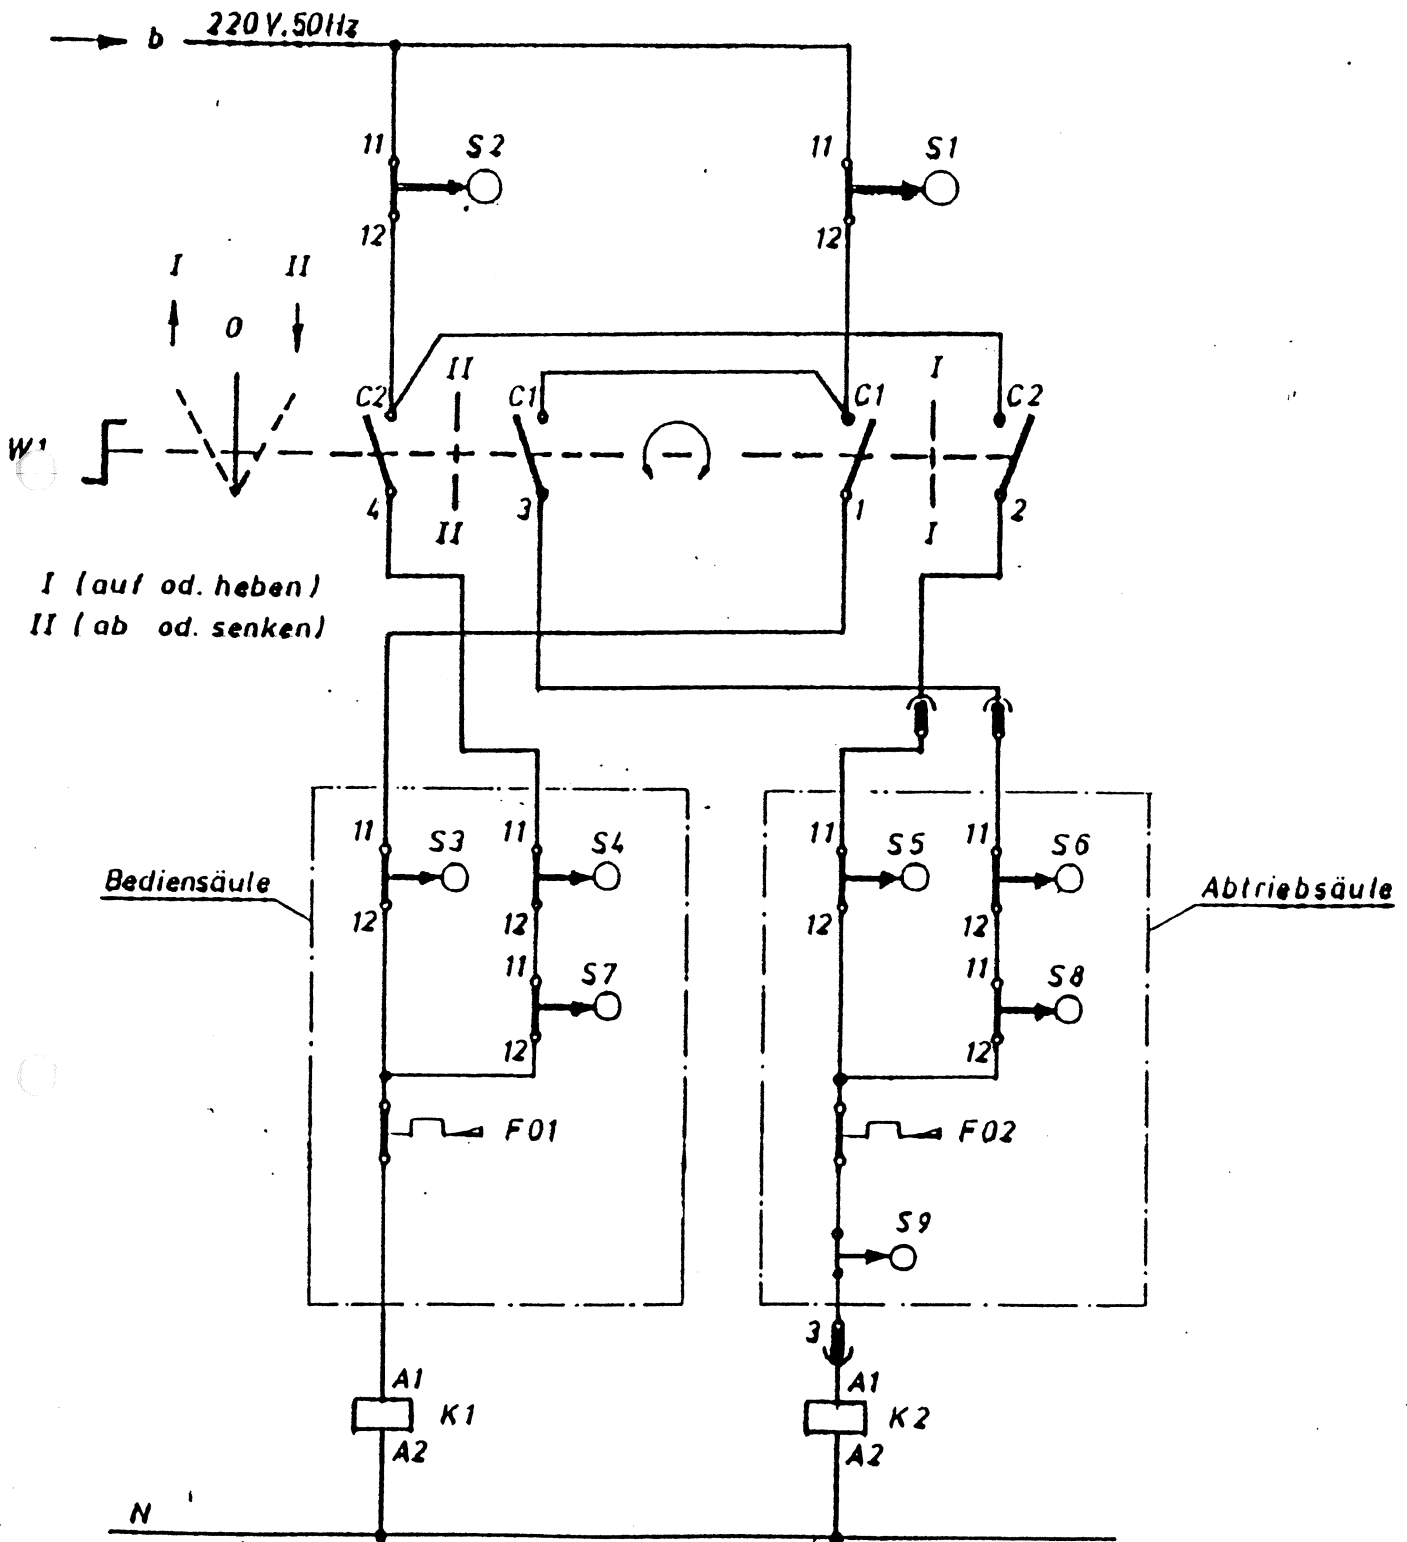 b 220V.50Hz
11 S2 11 S1
12 12
I II
0
II I
C2 C1 C1 C2
4 3 1 2
II I
I (auf od. heben)
II (ab od. senken)
11 S3 11 S4 11 S5 11 S6
Bediensäule Abtriebsäule
12 12 12 12
11 S7 11 S8
12 12
F01 F02
S9
3
A1 A1
K1 K2
A2 A2
N